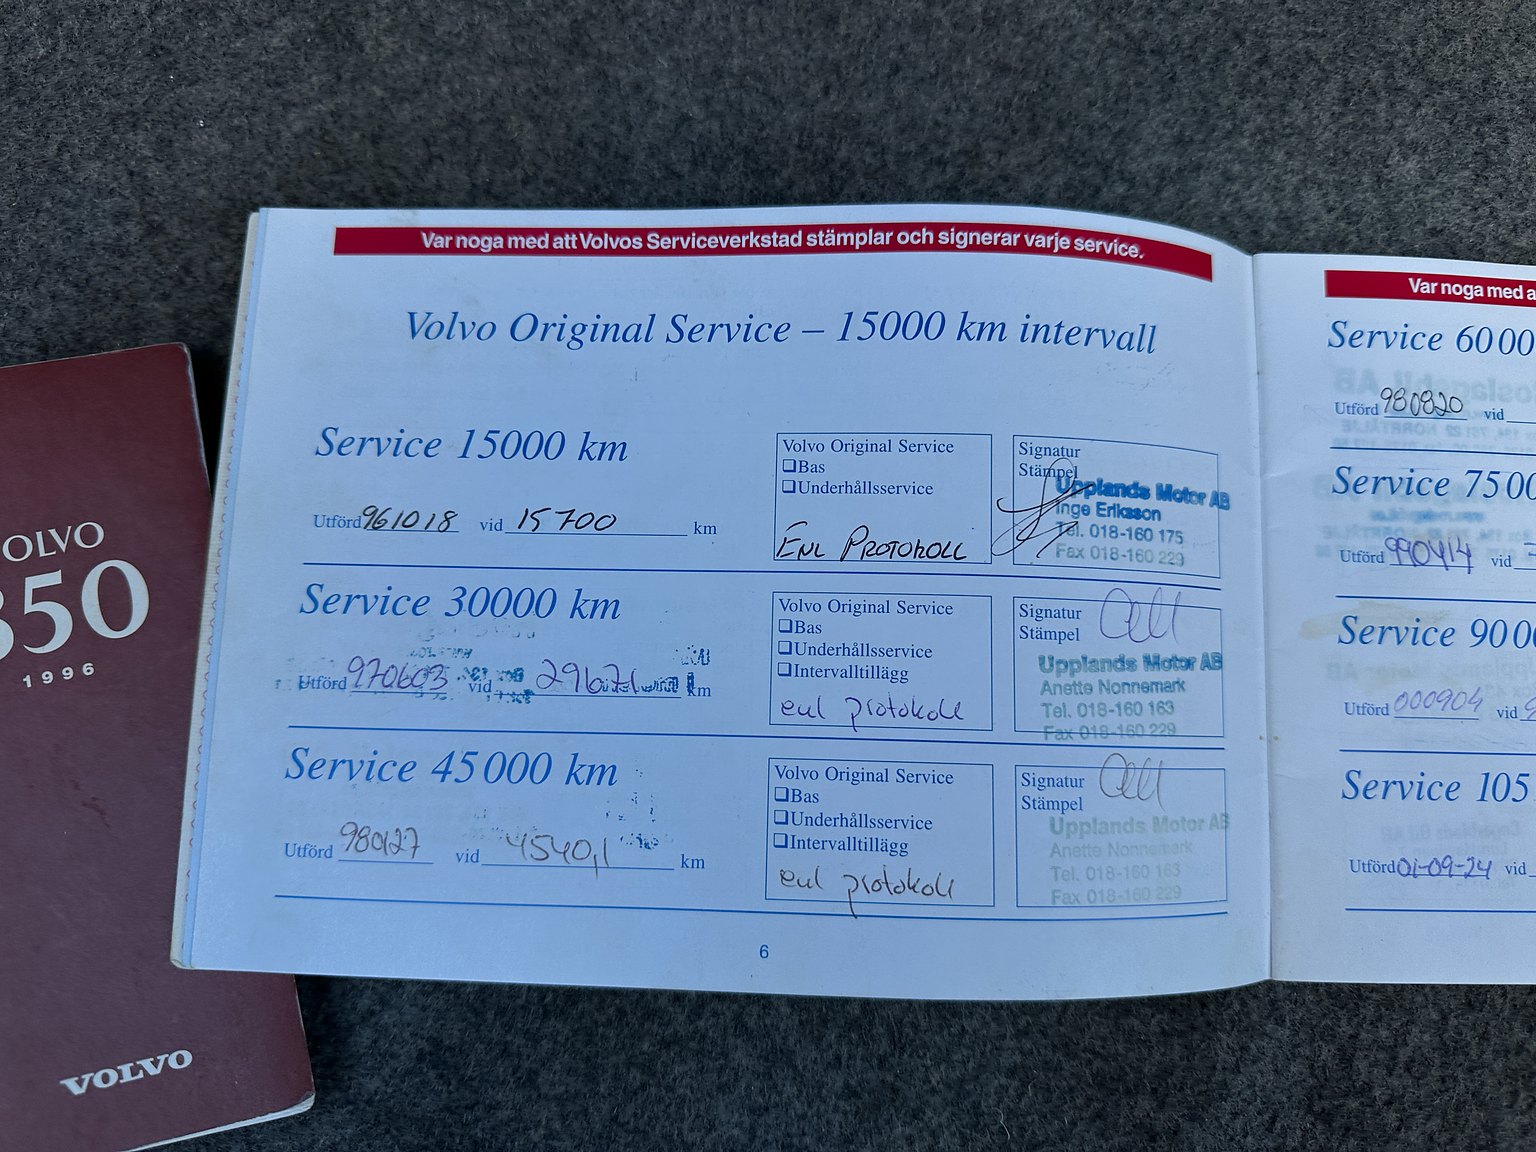 OLVO
850
1996
VOLVO
Var noga med att Volvos Serviceverkstad stämplar och signerar varje service.
Volvo Original Service – 15000 km intervall
Service 15000 km
Utförd 961018 vid 15700 km
Volvo Original Service
❑Bas
❑Underhållsservice
ENL PROTOKOLL
Signatur
Stämpel
Upplands Motor AB
Inge Eriksson
Tel. 018-160 175
Fax 018-160 229
Service 30000 km
Utförd 970603 vid 29671 km
Volvo Original Service
❑Bas
❑Underhållsservice
❑Intervalltillägg
enl protokoll
Signatur
Stämpel
Upplands Motor AB
Anette Nonnemark
Tel. 018-160 163
Fax 018-160 229
Service 45000 km
Utförd 980127 vid 4540,1 km
Volvo Original Service
❑Bas
❑Underhållsservice
❑Intervalltillägg
enl protokoll
Signatur
Stämpel
Upplands Motor AB
Anette Nonnemark
Tel. 018-160 163
Fax 018-160 229
6
Var noga med a
Service 6000
Utförd 980820 vid
Service 7500
Utförd 990414 vid
Service 9000
Utförd 000904 vid
Service 105
Utförd 01-09-24 vid